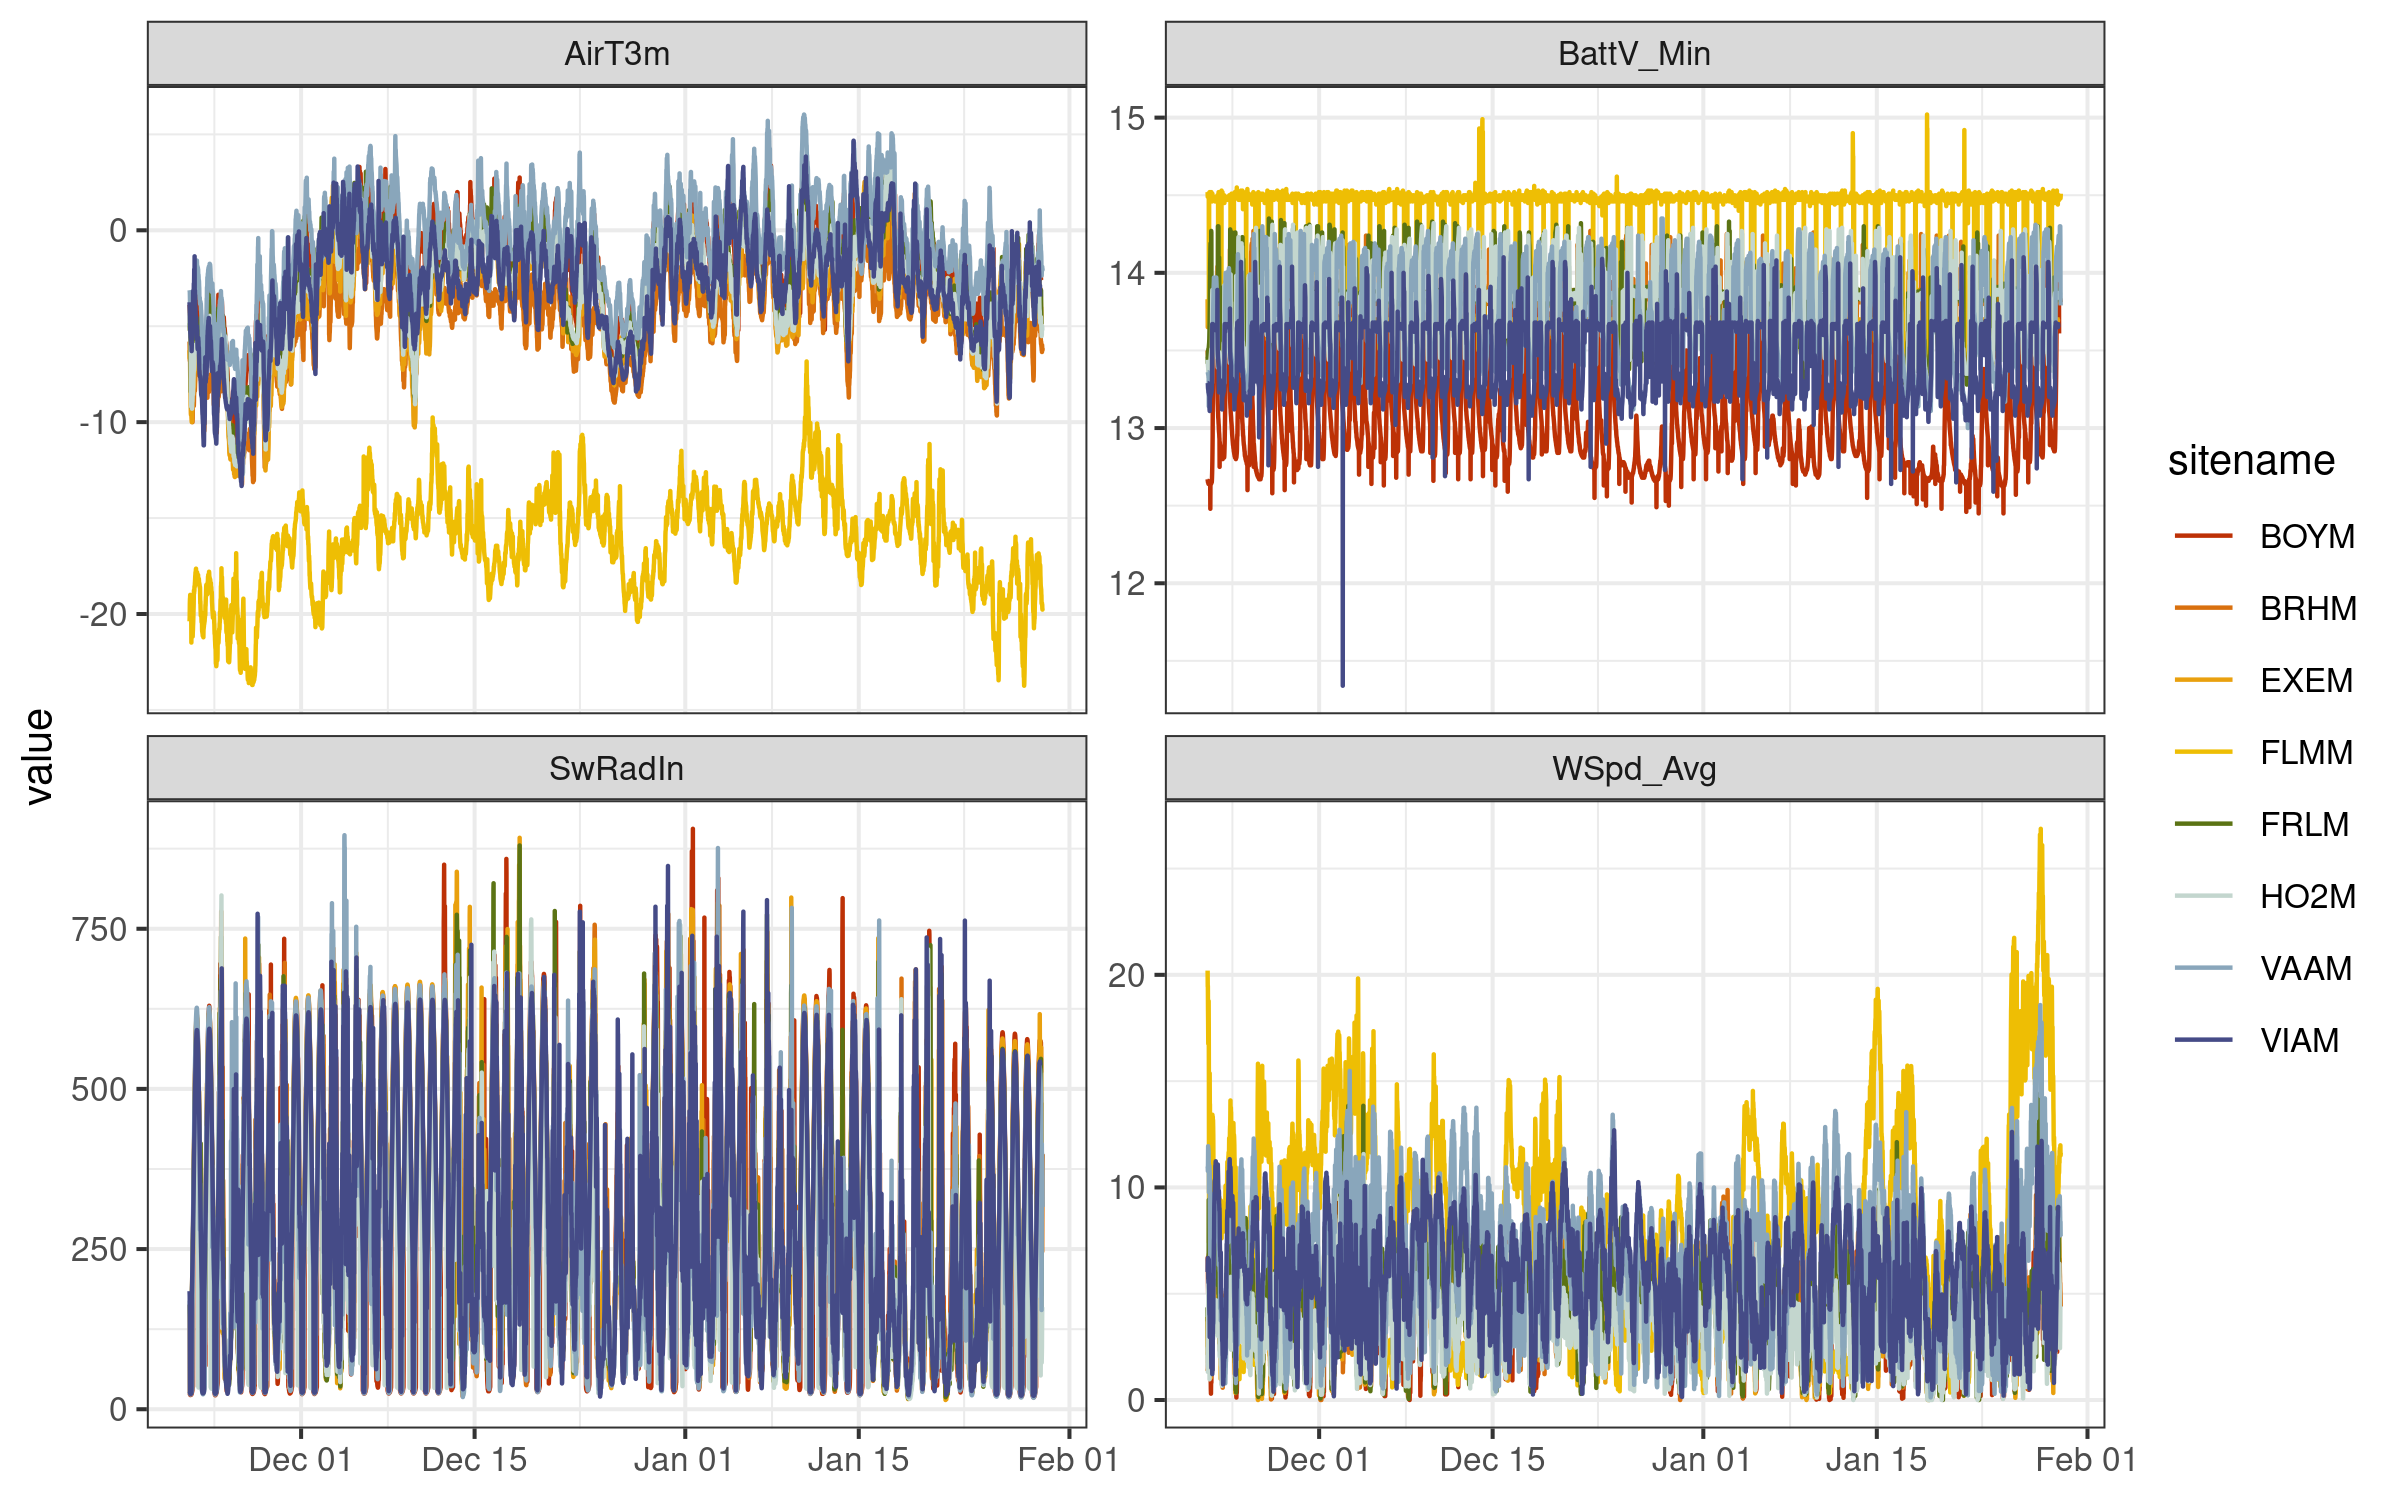 AirT3m
BattV_Min
0
-10
-20
15
14
13
12
value
SwRadIn
WSpd_Avg
750
500
250
0
20
10
0
Dec 01
Dec 15
Jan 01
Jan 15
Feb 01
Dec 01
Dec 15
Jan 01
Jan 15
Feb 01
sitename
BOYM
BRHM
EXEM
FLMM
FRLM
HO2M
VAAM
VIAM